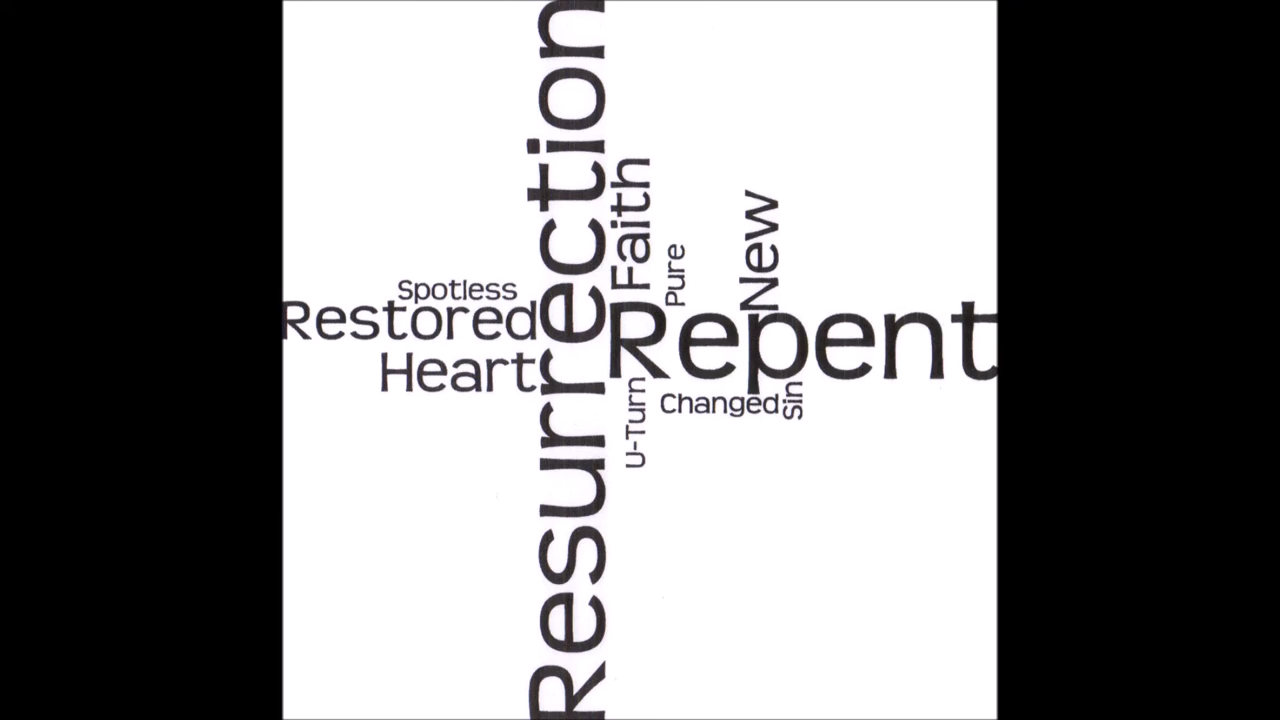 Resurrection
Faith
Pure
New
Spotless
Restored
Repent
Heart
U-Turn
Changed
Sin